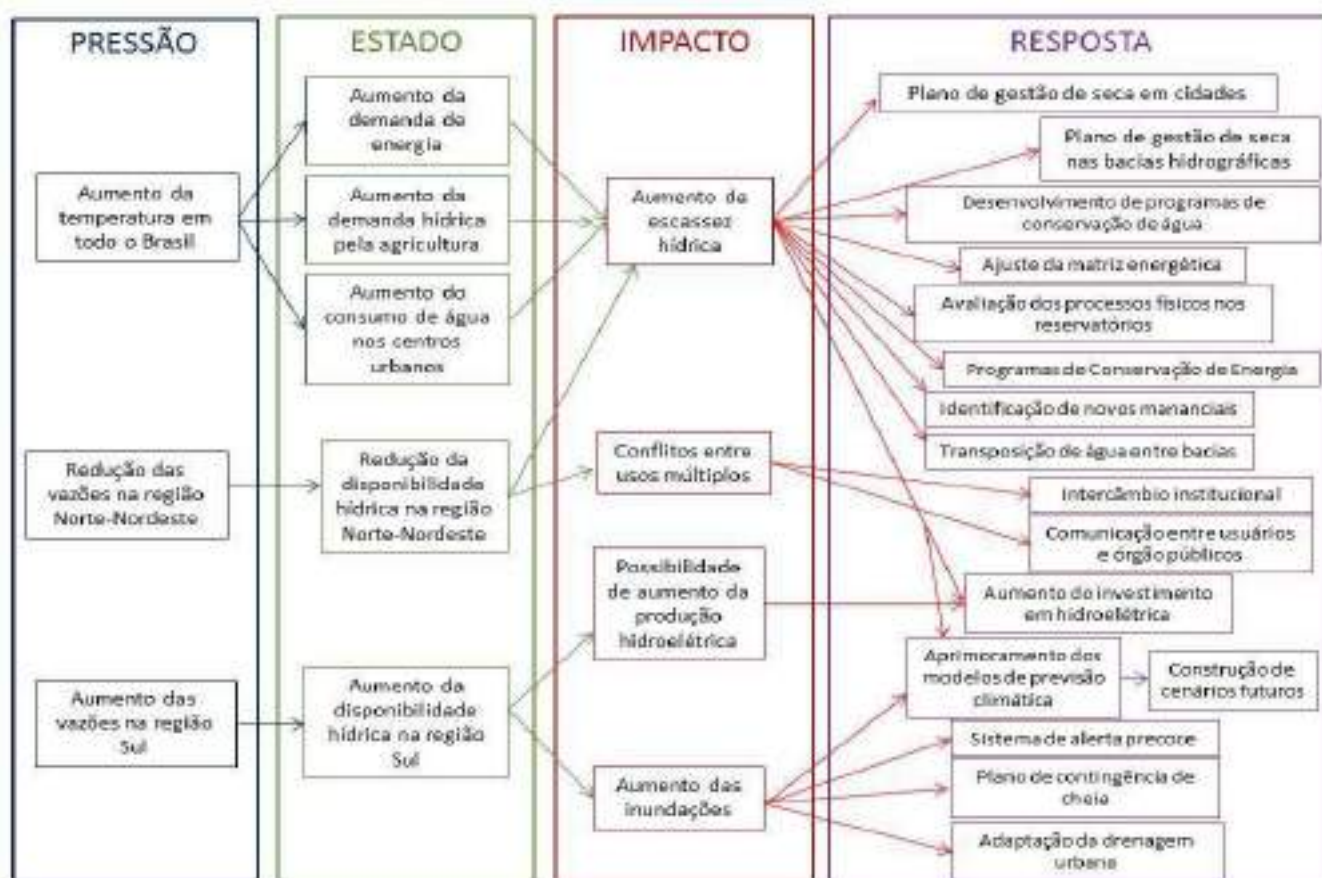 PRESSÃO
ESTADO
IMPACTO
RESPOSTA
Aumento da
temperatura em
todo o Brasil
Redução das
vazões na região
Norte-Nordeste
Aumento das
vazões na região
Sul
Aumento da
demanda de
energia
Aumento da
demanda hídrica
pela agricultura
Aumento do
consumo de água
nos centros
urbanos
Redução da
disponibilidade
hídrica na região
Norte-Nordeste
Aumento da
disponibilidade
hídrica na região
Sul
Aumento da
escassez
hídrica
Conflitos entre
usos múltiplos
Possibilidade
de aumento da
produção
hidroelétrica
Aumento das
inundações
Plano de gestão de seca em cidades
Plano de gestão de seca
nas bacias hidrográficas
Desenvolvimento de programas de
conservação de água
Ajuste da matriz energética
Avaliação dos processos físicos nos
reservatórios
Programas de Conservação de Energia
Identificação de novos mananciais
Transposição de água entre bacias
Intercâmbio institucional
Comunicação entre usuários
e órgão públicos
Aumento do investimento
em hidroelétrica
Aprimoramento dos
modelos de previsão
climática
Construção de
cenários futuros
Sistema de alerta precoce
Plano de contingência de
cheia
Adaptação da drenagem
urbana